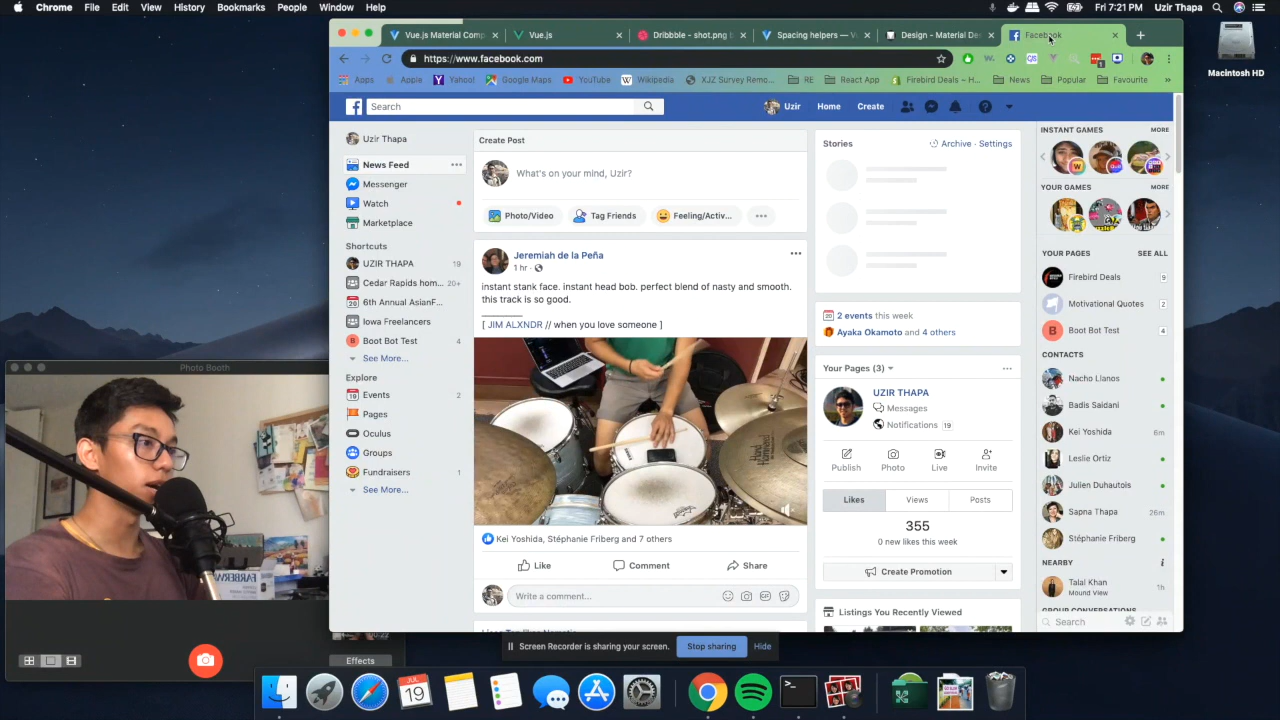 Chrome File Edit View History Bookmarks People Window Help Fri 7:21 PM Uzir Thapa
Vue.js Material Comp
Vue.js
Dribbble - shot.png
Spacing helpers — V
Design - Material De
Facebook
https://www.facebook.com
Apps Apple Yahoo! Google Maps YouTube Wikipedia XJZ Survey Remo... RE React App Firebird Deals – H... News Popular Favourite
Macintosh HD
Search
Uzir Home Create
Uzir Thapa
News Feed
Messenger
Watch
Marketplace
Shortcuts
UZIR THAPA 19
Cedar Rapids hom... 20+
6th Annual AsianF...
Iowa Freelancers
Boot Bot Test 4
See More...
Explore
Events 2
Pages
Oculus
Groups
Fundraisers 1
See More...
Create Post
What's on your mind, Uzir?
Photo/Video Tag Friends Feeling/Activ...
Jeremiah de la Peña
1 hr ·
instant stank face. instant head bob. perfect blend of nasty and smooth.
this track is so good.
[ JIM ALXNDR // when you love someone ]
Kei Yoshida, Stéphanie Friberg and 7 others
Like Comment Share
Write a comment...
Stories Archive · Settings
2 events this week
Ayaka Okamoto and 4 others
Your Pages (3)
UZIR THAPA
Messages
Notifications 19
Publish Photo Live Invite
Likes Views Posts
355
0 new likes this week
Create Promotion
Listings You Recently Viewed
INSTANT GAMES MORE
YOUR GAMES MORE
YOUR PAGES SEE ALL
Firebird Deals 9
Motivational Quotes 2
Boot Bot Test 4
CONTACTS
Nacho Llanos
Badis Saidani
Kei Yoshida 6m
Leslie Ortiz
Julien Duhautois
Sapna Thapa 26m
Stéphanie Friberg
NEARBY
Talal Khan 1h
Mound View
GROUP CONVERSATIONS
Search
Photo Booth
Effects
Screen Recorder is sharing your screen. Stop sharing Hide
JUL
19